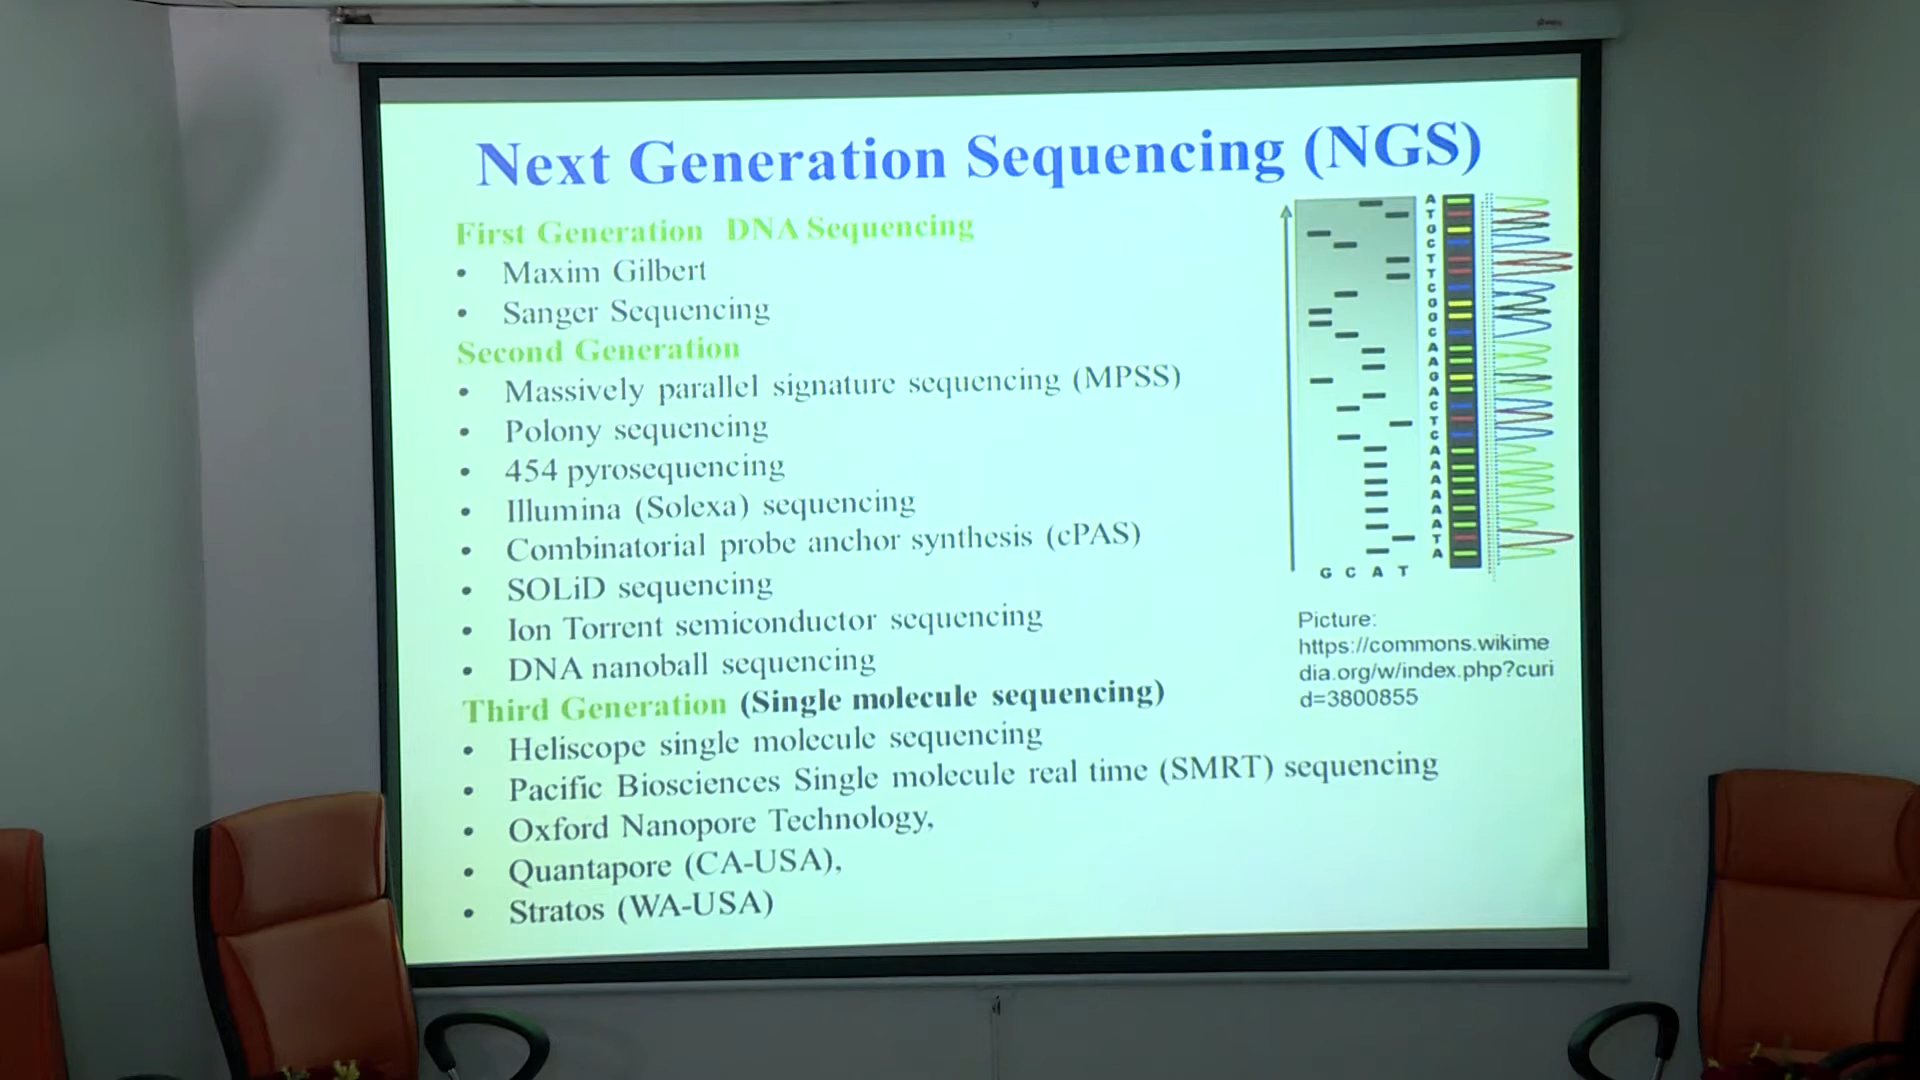 Next Generation Sequencing (NGS)
First Generation DNA Sequencing
• Maxim Gilbert
• Sanger Sequencing
Second Generation
• Massively parallel signature sequencing (MPSS)
• Polony sequencing
• 454 pyrosequencing
• Illumina (Solexa) sequencing
• Combinatorial probe anchor synthesis (cPAS)
• SOLiD sequencing
• Ion Torrent semiconductor sequencing
• DNA nanoball sequencing
Third Generation (Single molecule sequencing)
• Heliscope single molecule sequencing
• Pacific Biosciences Single molecule real time (SMRT) sequencing
• Oxford Nanopore Technology,
• Quantapore (CA-USA),
• Stratos (WA-USA)
A
T
G
C
T
T
C
G
G
C
A
A
G
A
C
T
C
A
A
A
A
A
A
T
A
G C A T
Picture:
https://commons.wikime
dia.org/w/index.php?curi
d=3800855